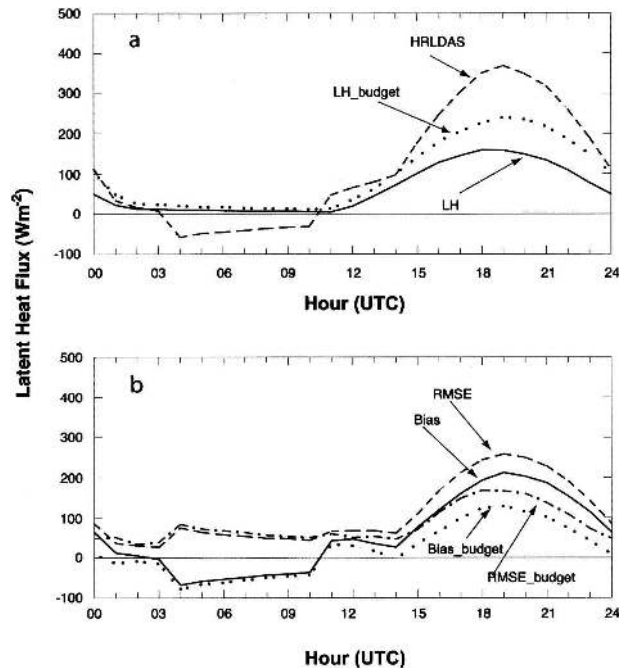 Latent Heat Flux (Wm-2)
500
a
HRLDAS
400
LH_budget
300
200
100
LH
0
-100
00 03 06 09 12 15 18 21 24
Hour (UTC)
500
b
RMSE
400
Bias
300
200
100
0
Bias_budget
RMSE_budget
-100
00 03 06 09 12 15 18 21 24
Hour (UTC)